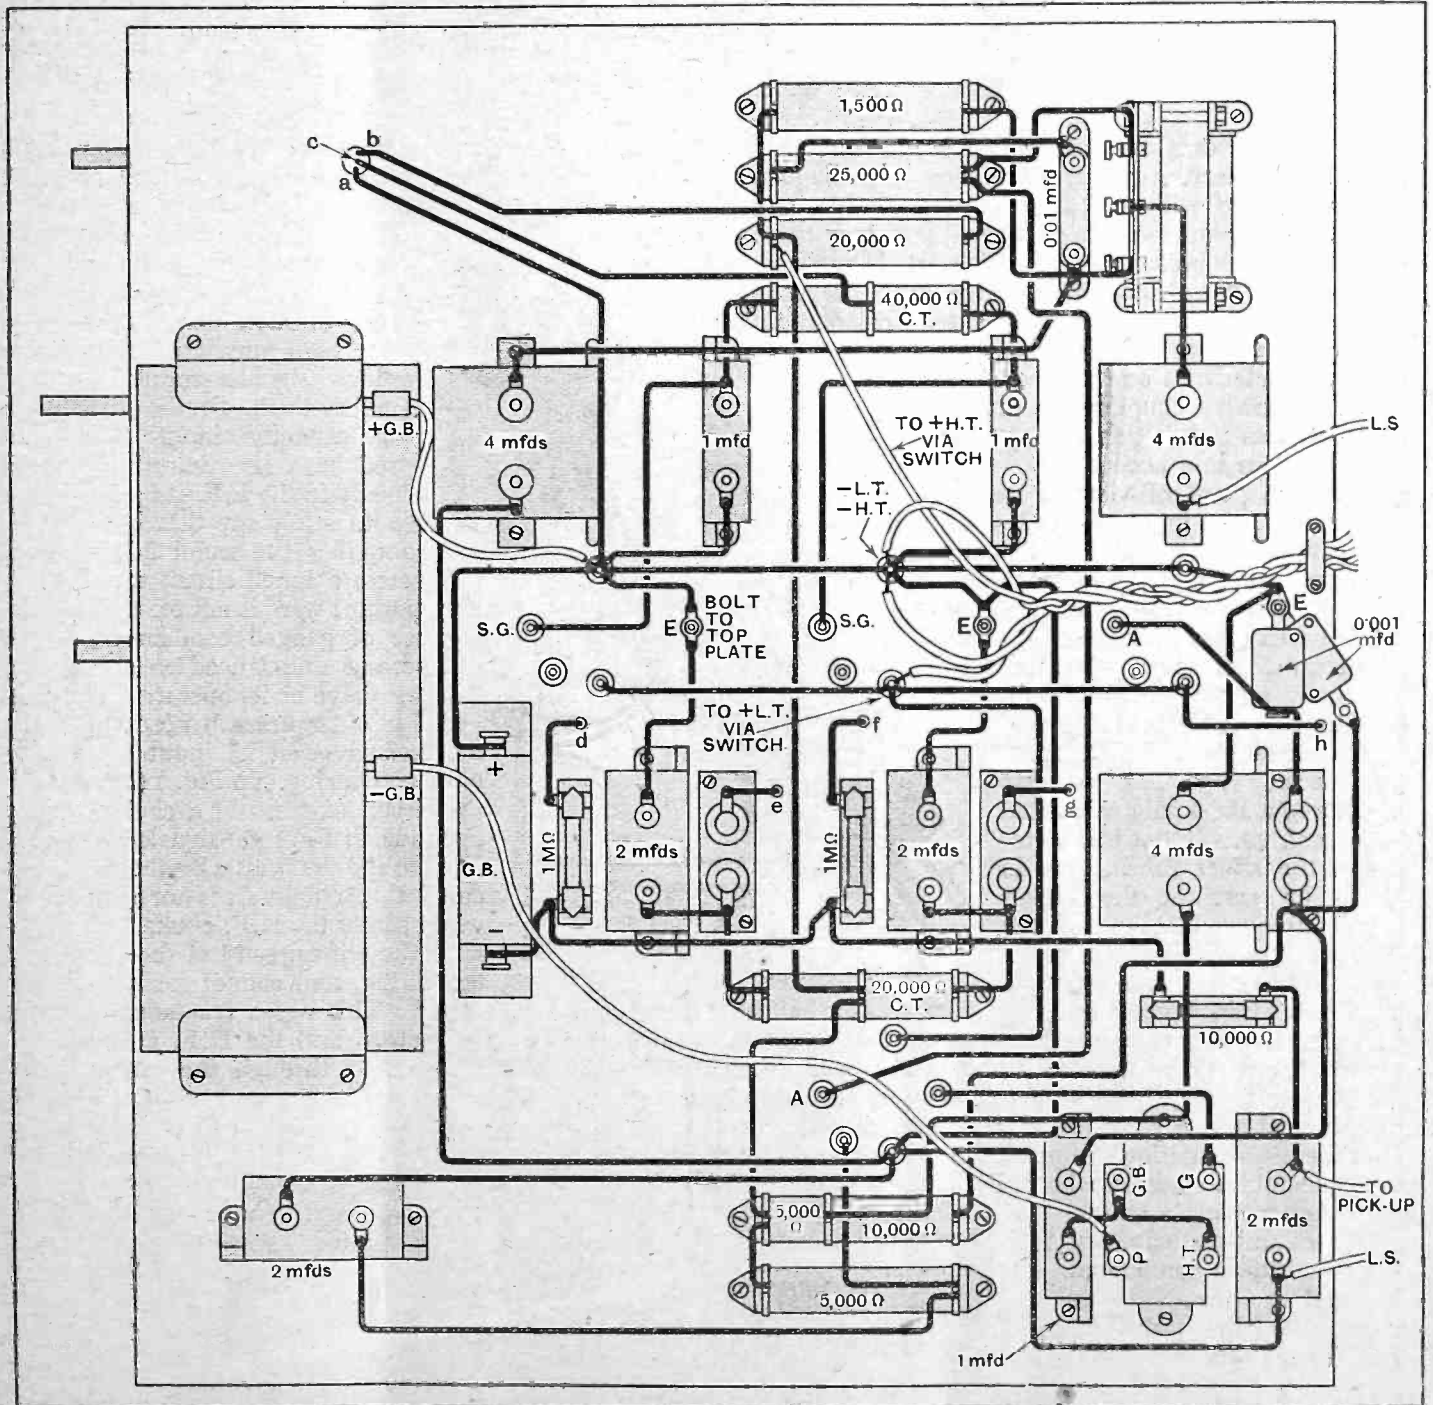 1,500 Ω
b
c
a
25,000 Ω
0·01 mfd
20,000 Ω
40,000 Ω
C.T.
+G.B.
4 mfds
1 mfd
TO +H.T.
VIA
SWITCH
1 mfd
4 mfds
L.S
–L.T.
–H.T.
S.G.
E
BOLT
TO
TOP
PLATE
S.G.
E
A
E
0·001
mfd
TO +L.T.
VIA
SWITCH
d
f
h
+
–G.B.
e
g
G.B.
1MΩ
2 mfds
1MΩ
2 mfds
4 mfds
–
20,000 Ω
C.T.
10,000 Ω
A
G.B.
G
TO
PICK-UP
5,000
Ω
10,000 Ω
2 mfds
P
H.T.
L.S.
2 mfds
5,000 Ω
1 mfd